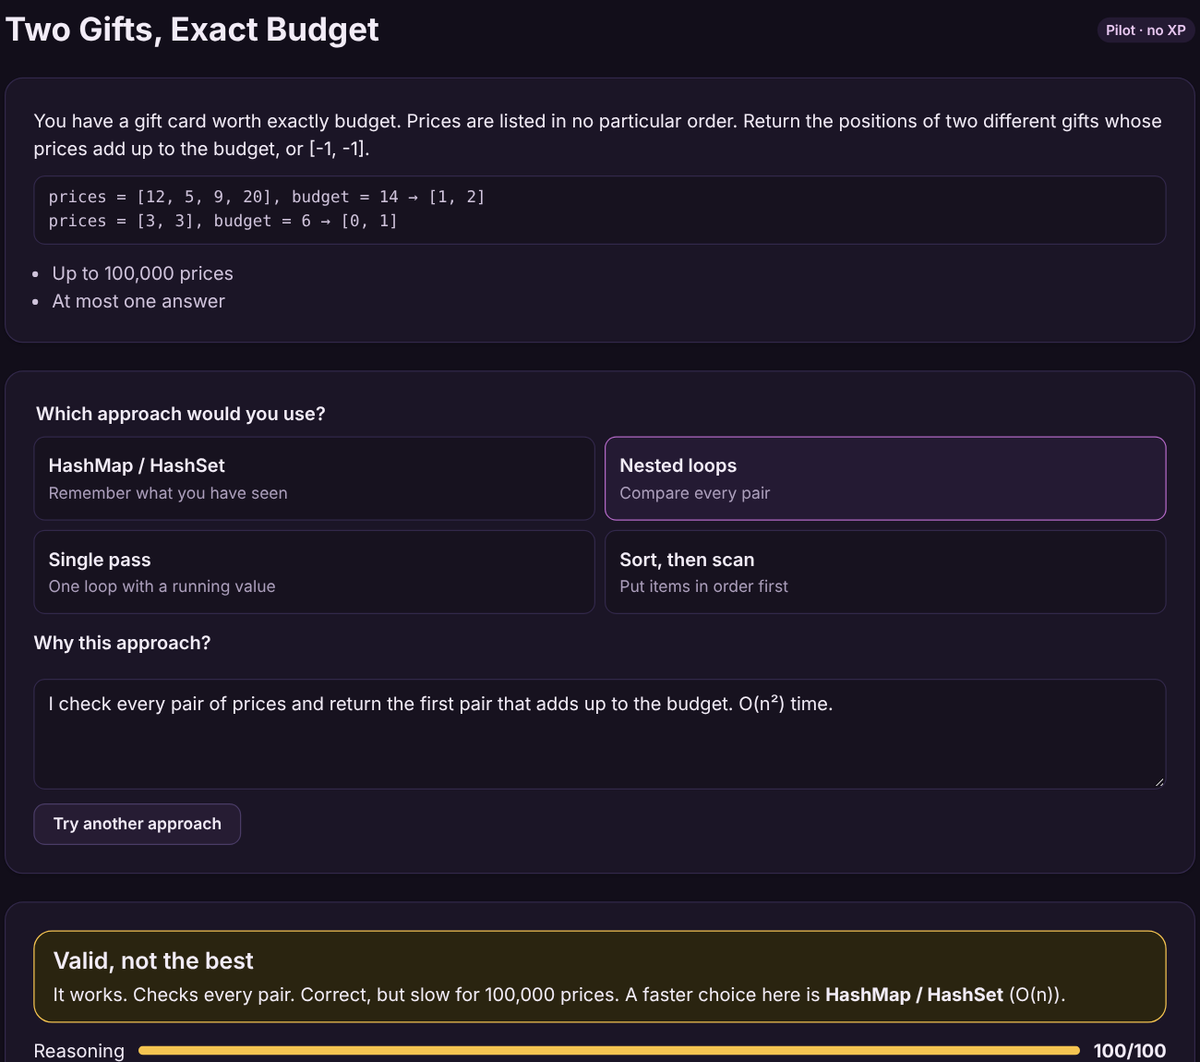 Two Gifts, Exact Budget
Pilot · no XP
You have a gift card worth exactly budget. Prices are listed in no particular order. Return the positions of two different gifts whose
prices add up to the budget, or [-1, -1].
prices = [12, 5, 9, 20], budget = 14 → [1, 2]
prices = [3, 3], budget = 6 → [0, 1]
• Up to 100,000 prices
• At most one answer
Which approach would you use?
HashMap / HashSet
Remember what you have seen
Nested loops
Compare every pair
Single pass
One loop with a running value
Sort, then scan
Put items in order first
Why this approach?
I check every pair of prices and return the first pair that adds up to the budget. O(n²) time.
Try another approach
Valid, not the best
It works. Checks every pair. Correct, but slow for 100,000 prices. A faster choice here is HashMap / HashSet (O(n)).
Reasoning
100/100